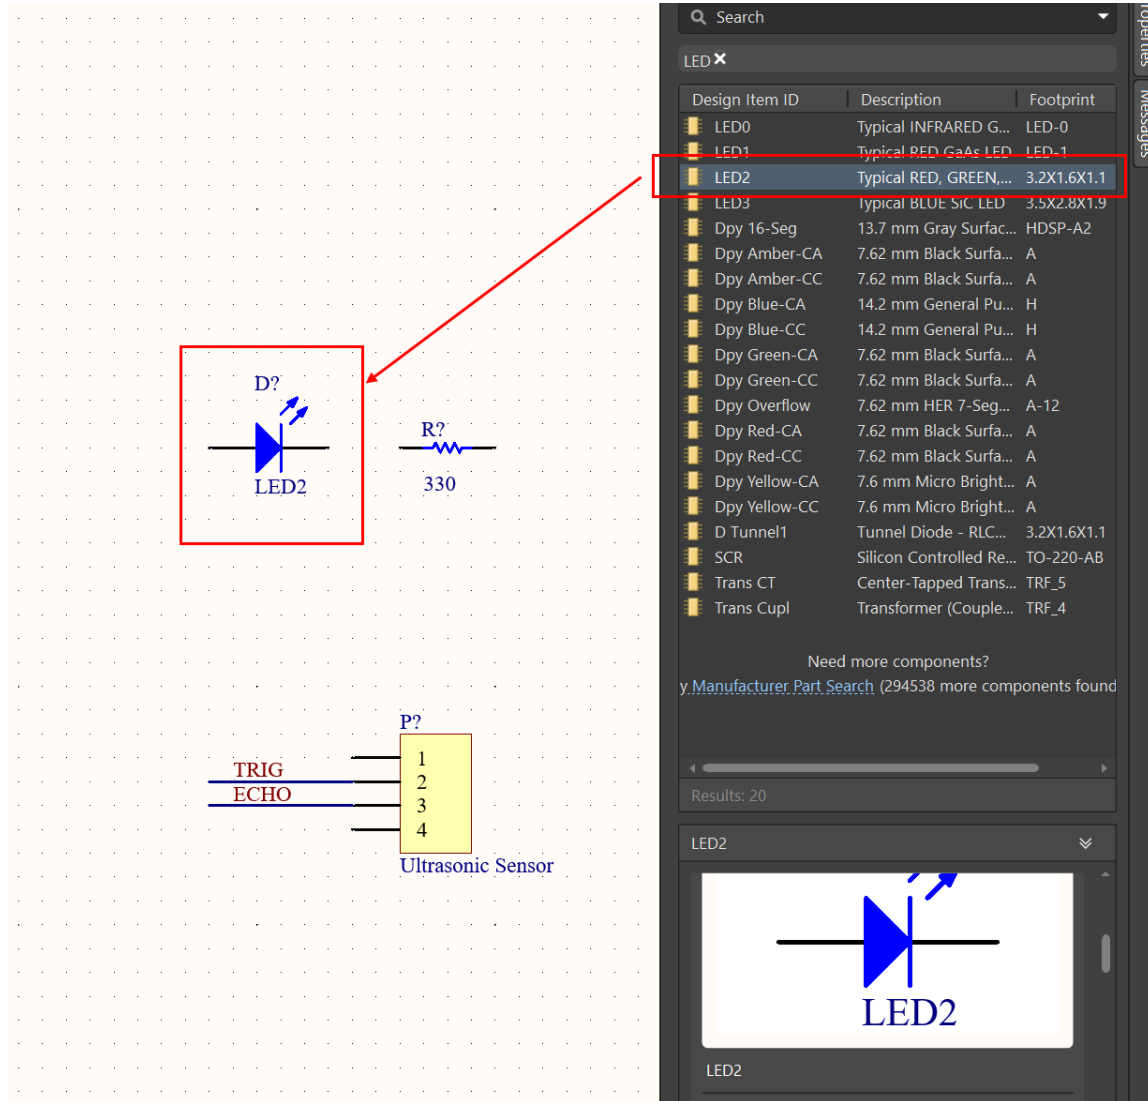 D?
LED2
R?
330
P?
1
TRIG
2
ECHO
3
4
Ultrasonic Sensor
Search
LED
Design Item ID Description Footprint
LED0 Typical INFRARED G... LED-0
LED1 Typical RED GaAs LED LED-1
LED2 Typical RED, GREEN,... 3.2X1.6X1.1
LED3 Typical BLUE SiC LED 3.5X2.8X1.9
Dpy 16-Seg 13.7 mm Gray Surfac... HDSP-A2
Dpy Amber-CA 7.62 mm Black Surfa... A
Dpy Amber-CC 7.62 mm Black Surfa... A
Dpy Blue-CA 14.2 mm General Pu... H
Dpy Blue-CC 14.2 mm General Pu... H
Dpy Green-CA 7.62 mm Black Surfa... A
Dpy Green-CC 7.62 mm Black Surfa... A
Dpy Overflow 7.62 mm HER 7-Seg... A-12
Dpy Red-CA 7.62 mm Black Surfa... A
Dpy Red-CC 7.62 mm Black Surfa... A
Dpy Yellow-CA 7.6 mm Micro Bright... A
Dpy Yellow-CC 7.6 mm Micro Bright... A
D Tunnel1 Tunnel Diode - RLC... 3.2X1.6X1.1
SCR Silicon Controlled Re... TO-220-AB
Trans CT Center-Tapped Trans... TRF_5
Trans Cupl Transformer (Couple... TRF_4
Need more components?
y Manufacturer Part Search (294538 more components found
Results: 20
LED2
LED2
LED2
Messages